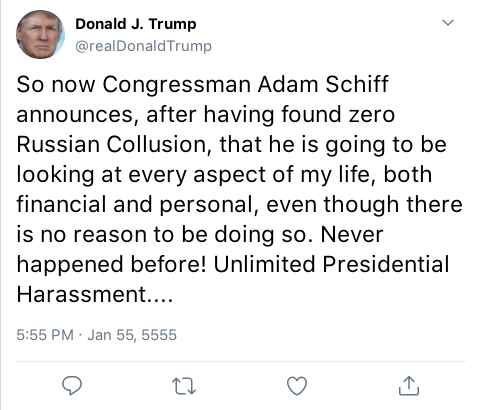 Donald J. Trump
@realDonaldTrump
So now Congressman Adam Schiff
announces, after having found zero
Russian Collusion, that he is going to be
looking at every aspect of my life, both
financial and personal, even though there
is no reason to be doing so. Never
happened before! Unlimited Presidential
Harassment....
5:55 PM · Jan 55, 5555